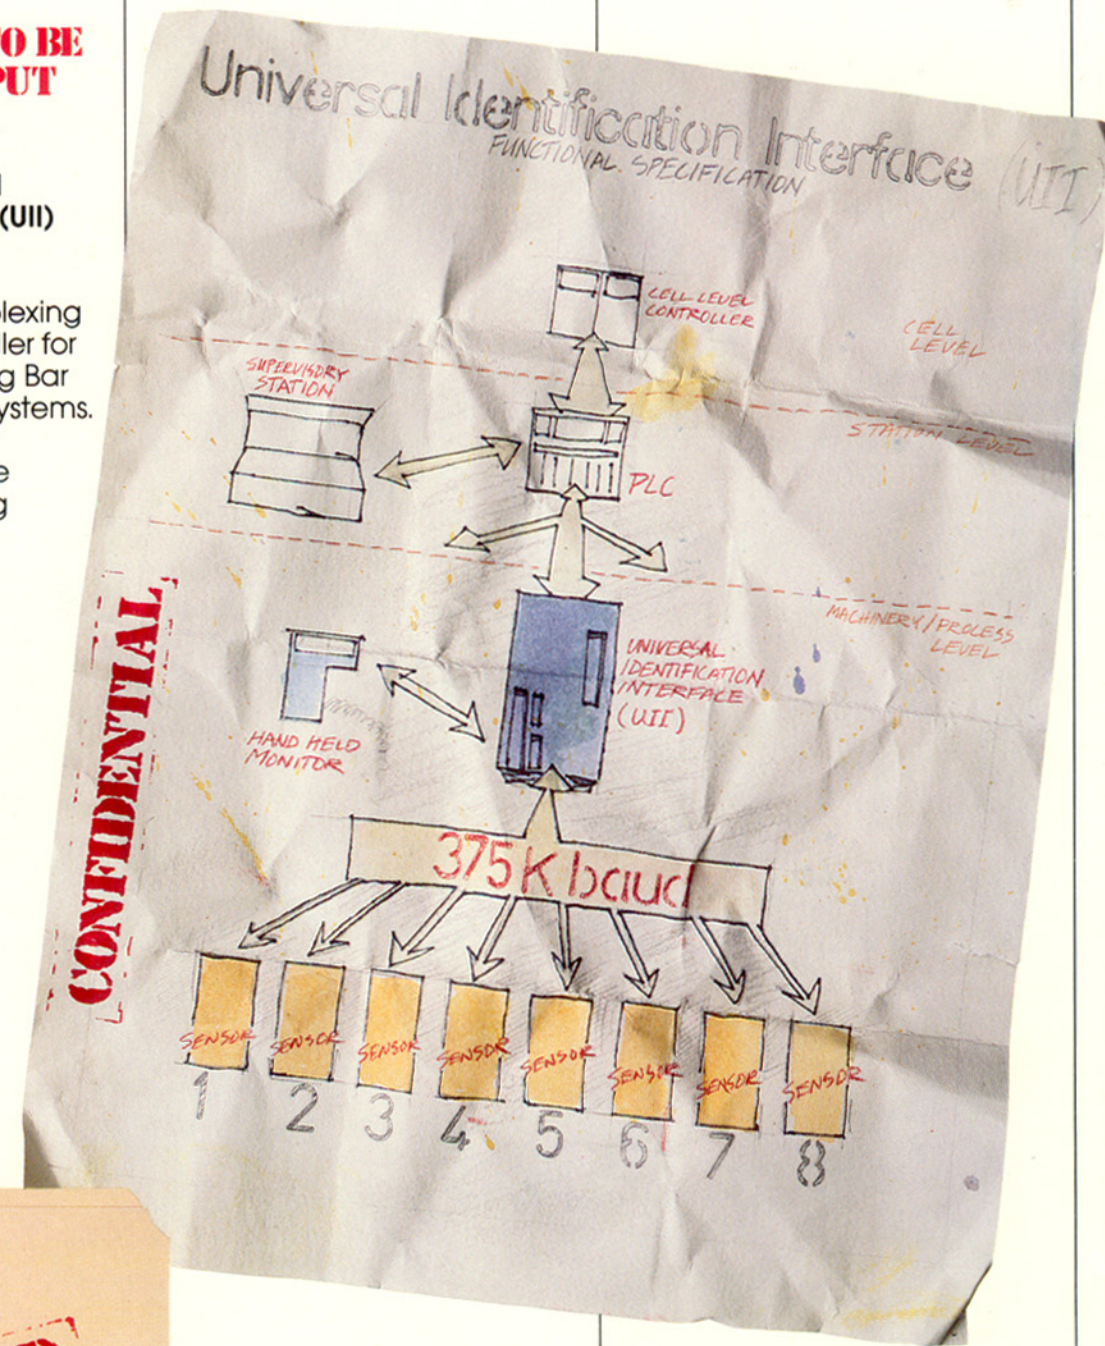 O BE
PUT
(UII)
lexing
ler for
g Bar
ystems.
e
g
Universal Identification Interface (UII)
FUNCTIONAL SPECIFICATION
CELL LEVEL
CONTROLLER
CELL
LEVEL
SUPERVISORY
STATION
STATION LEVEL
PLC
MACHINERY/PROCESS
LEVEL
UNIVERSAL
IDENTIFICATION
INTERFACE
(UII)
HAND HELD
MONITOR
CONFIDENTIAL
375K baud
SENSOR SENSOR SENSOR SENSOR SENSOR SENSOR SENSOR SENSOR
1 2 3 4 5 6 7 8